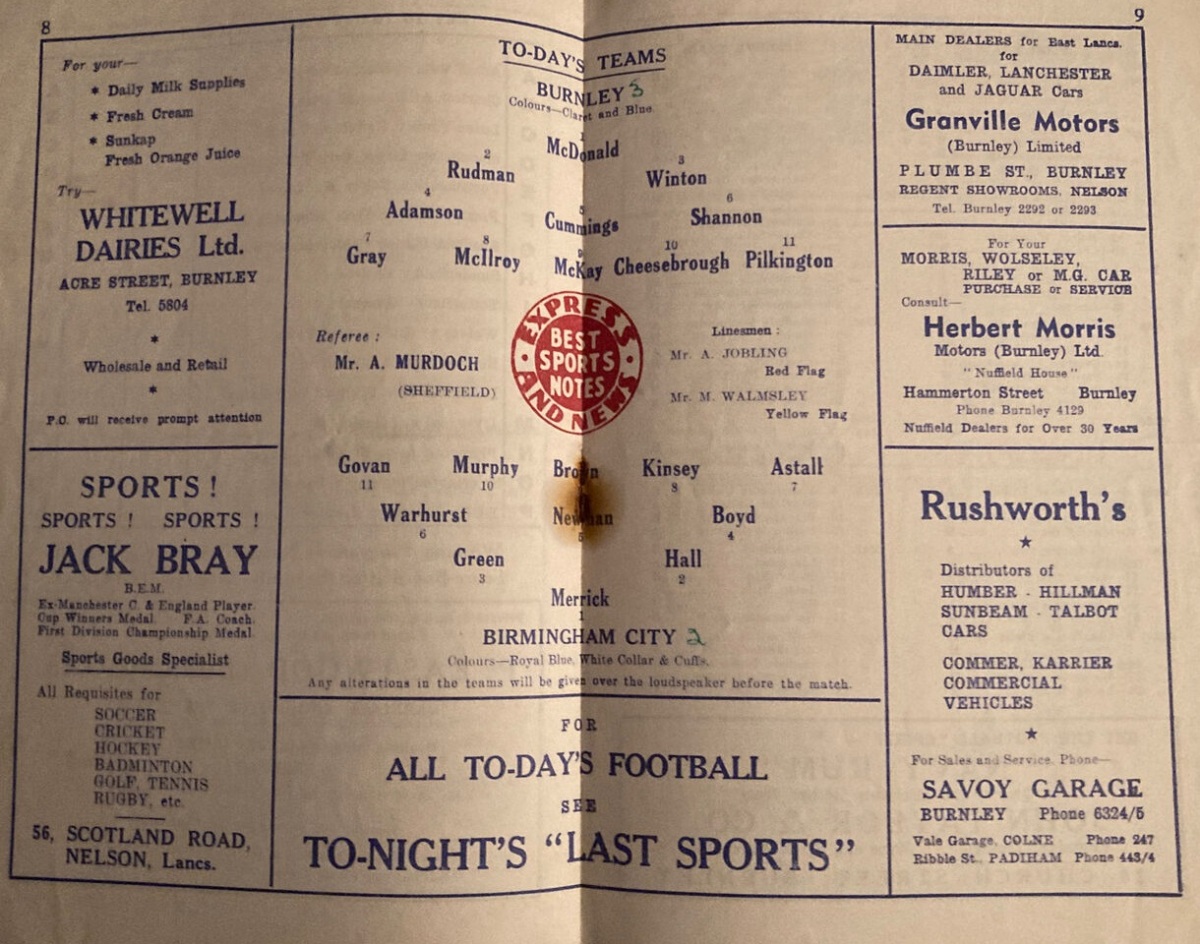 8
For your—
* Daily Milk Supplies
* Fresh Cream
* Sunkap
Fresh Orange Juice
Try—
WHITEWELL
DAIRIES Ltd.
ACRE STREET, BURNLEY
Tel. 5804
*
Wholesale and Retail
*
P.C. will receive prompt attention
SPORTS !
SPORTS ! SPORTS !
JACK BRAY
B.E.M.
Ex-Manchester C. & England Player.
Cup Winners Medal. F.A. Coach.
First Division Championship Medal.
Sports Goods Specialist
All Requisites for
SOCCER
CRICKET
HOCKEY
BADMINTON
GOLF, TENNIS
RUGBY, etc.
56, SCOTLAND ROAD,
NELSON, Lancs.
TO-DAY'S TEAMS
BURNLEY 3
Colours—Claret and Blue.
1
McDonald
2 3
Rudman Winton
4 5 6
Adamson Cummings Shannon
7 8 9 10 11
Gray McIlroy McKay Cheesebrough Pilkington
Referee :
Mr. A. MURDOCH
(SHEFFIELD)
EXPRESS
BEST
SPORTS
NOTES
AND NEWS
Linesmen :
Mr. A. JOBLING
Red Flag
Mr. M. WALMSLEY
Yellow Flag
Govan Murphy Brown Kinsey Astall
11 10 8 7
Warhurst Newman Boyd
6 5 4
Green Hall
3 2
Merrick
1
BIRMINGHAM CITY 2
Colours—Royal Blue, White Collar & Cuffs.
Any alterations in the teams will be given over the loudspeaker before the match.
FOR
ALL TO-DAY'S FOOTBALL
SEE
TO-NIGHT'S "LAST SPORTS"
9
MAIN DEALERS for East Lancs.
for
DAIMLER, LANCHESTER
and JAGUAR Cars
Granville Motors
(Burnley) Limited
PLUMBE ST., BURNLEY
REGENT SHOWROOMS, NELSON
Tel. Burnley 2292 or 2293
For Your
MORRIS, WOLSELEY,
RILEY or M.G. CAR
PURCHASE or SERVICE
Consult—
Herbert Morris
Motors (Burnley) Ltd.
" Nuffield House "
Hammerton Street Burnley
Phone Burnley 4129
Nuffield Dealers for Over 30 Years
Rushworth's
★
Distributors of
HUMBER - HILLMAN
SUNBEAM - TALBOT
CARS
COMMER, KARRIER
COMMERCIAL
VEHICLES
★
For Sales and Service, Phone—
SAVOY GARAGE
BURNLEY Phone 6324/5
Vale Garage, COLNE Phone 247
Ribble St., PADIHAM Phone 443/4